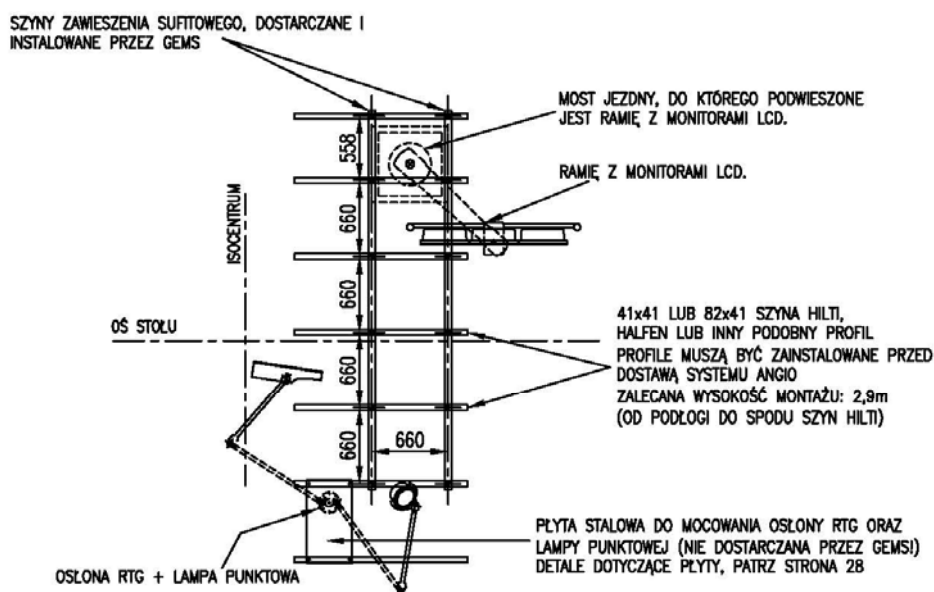 SZYNY ZAWIESZENIA SUFITOWEGO, DOSTARCZANE I
INSTALOWANE PRZEZ GEMS
MOST JEZDNY, DO KTÓREGO PODWIESZONE
JEST RAMIĘ Z MONITORAMI LCD.
RAMIĘ Z MONITORAMI LCD.
558
660
ISOCENTRUM
660
OŚ STOŁU
41x41 LUB 82x41 SZYNA HILTI,
HALFEN LUB INNY PODOBNY PROFIL
PROFILE MUSZĄ BYĆ ZAINSTALOWANE PRZED
DOSTAWĄ SYSTEMU ANGIO
ZALECANA WYSOKOŚĆ MONTAŻU: 2,9m
(OD PODŁOGI DO SPODU SZYN HILTI)
660
660
660
PŁYTA STALOWA DO MOCOWANIA OSŁONY RTG ORAZ
LAMPY PUNKTOWEJ (NIE DOSTARCZANA PRZEZ GEMS!)
DETALE DOTYCZĄCE PŁYTY, PATRZ STRONA 28
OSŁONA RTG + LAMPA PUNKTOWA